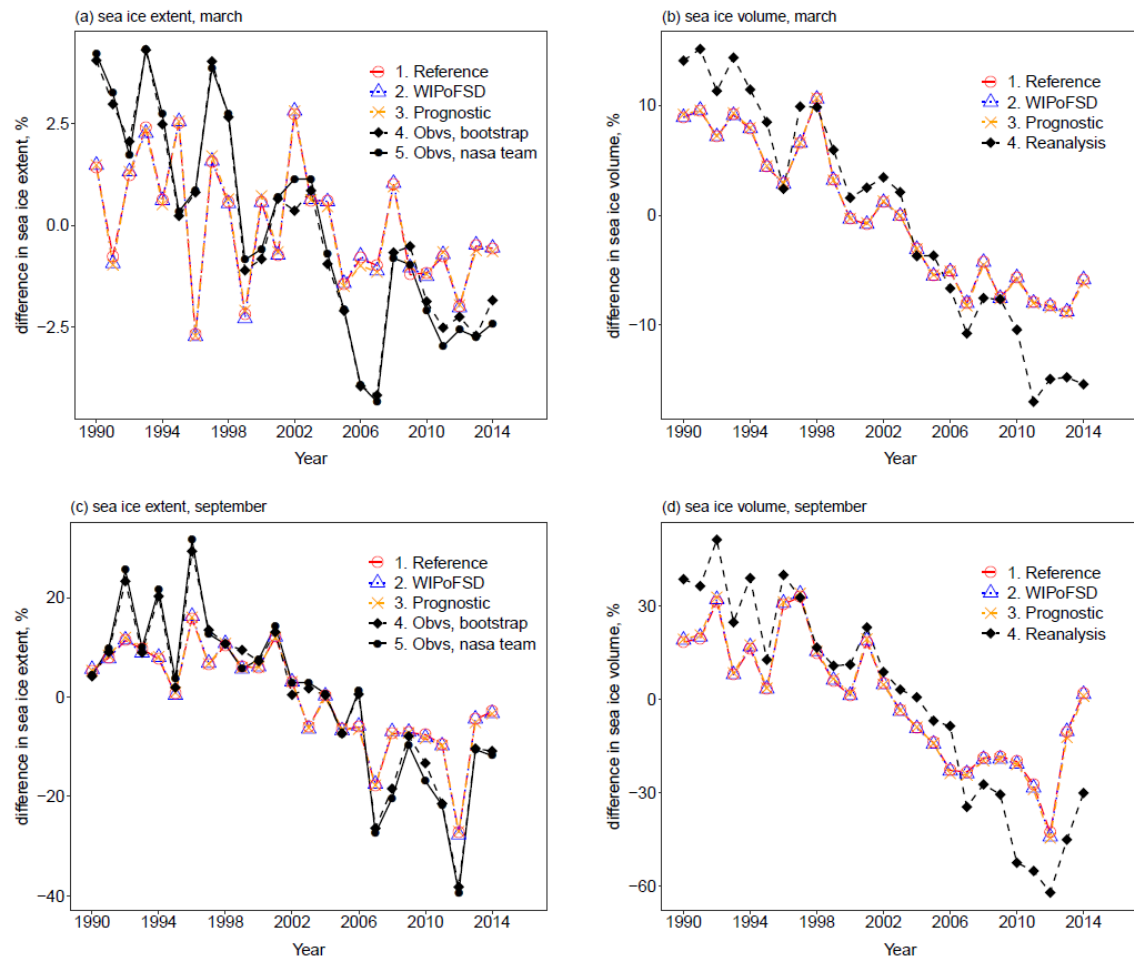 (a) sea ice extent, march
difference in sea ice extent, %
2.5
0.0
−2.5
1. Reference
2. WIPoFSD
3. Prognostic
4. Obvs, bootstrap
5. Obvs, nasa team
1990 1994 1998 2002 2006 2010 2014
Year
(b) sea ice volume, march
difference in sea ice volume, %
10
0
−10
1. Reference
2. WIPoFSD
3. Prognostic
4. Reanalysis
1990 1994 1998 2002 2006 2010 2014
Year
(c) sea ice extent, september
difference in sea ice extent, %
20
0
−20
−40
1. Reference
2. WIPoFSD
3. Prognostic
4. Obvs, bootstrap
5. Obvs, nasa team
1990 1994 1998 2002 2006 2010 2014
Year
(d) sea ice volume, september
difference in sea ice volume, %
30
0
−30
−60
1. Reference
2. WIPoFSD
3. Prognostic
4. Reanalysis
1990 1994 1998 2002 2006 2010 2014
Year